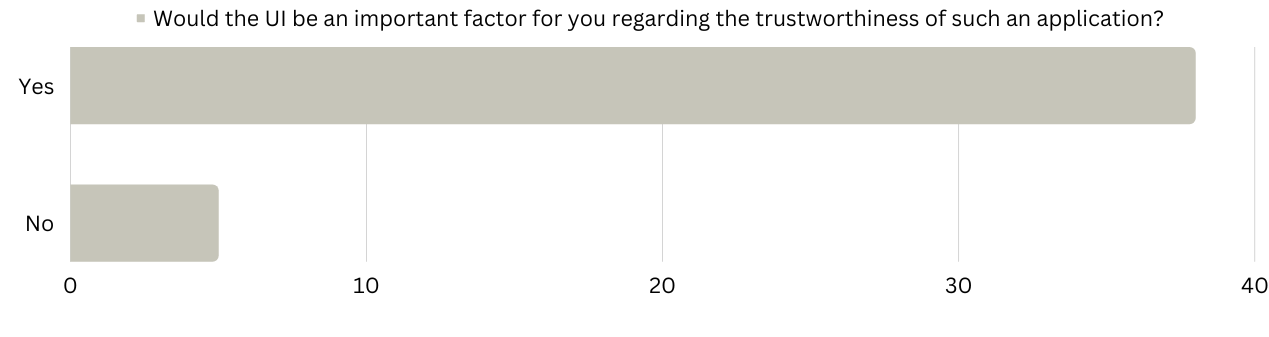 Would the UI be an important factor for you regarding the trustworthiness of such an application?
Yes
No
0 10 20 30 40